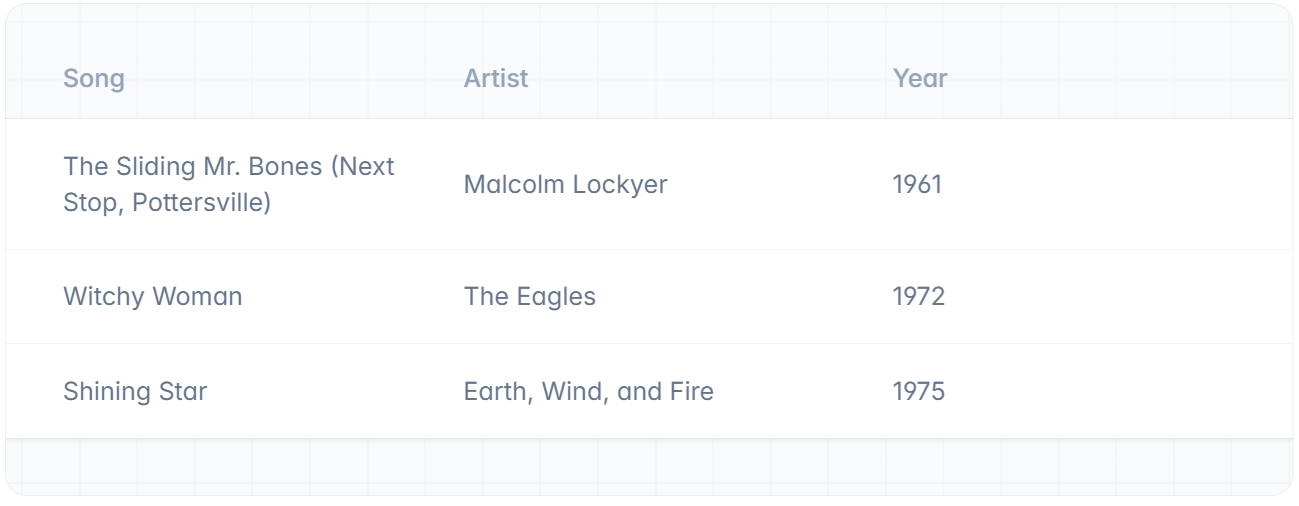 Song Artist Year
The Sliding Mr. Bones (Next
Stop, Pottersville) Malcolm Lockyer 1961
Witchy Woman The Eagles 1972
Shining Star Earth, Wind, and Fire 1975